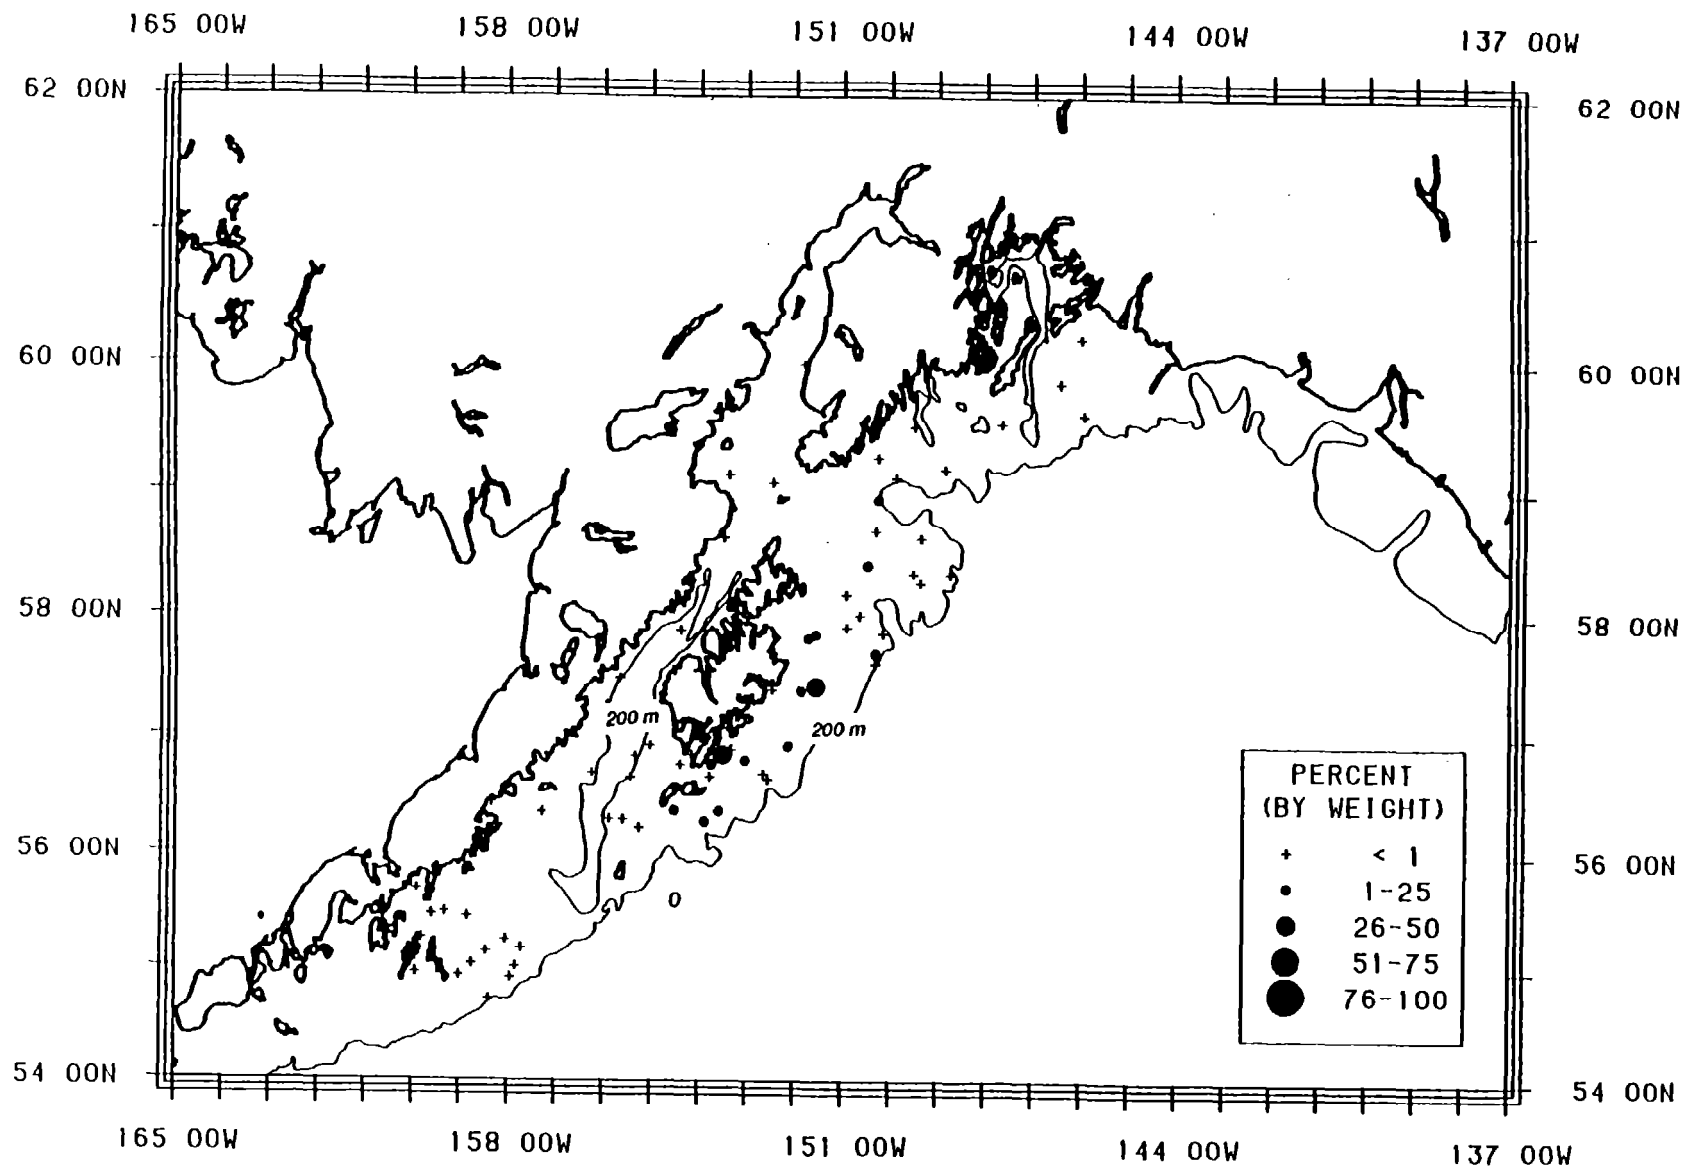 165 00W 158 00W 151 00W 144 00W 137 00W
62 00N 62 00N
60 00N 60 00N
58 00N 58 00N
200 m 200 m
PERCENT
(BY WEIGHT)
< 1
1-25
26-50
51-75
76-100
56 00N 56 00N
54 00N 54 00N
165 00W 158 00W 151 00W 144 00W 137 00W